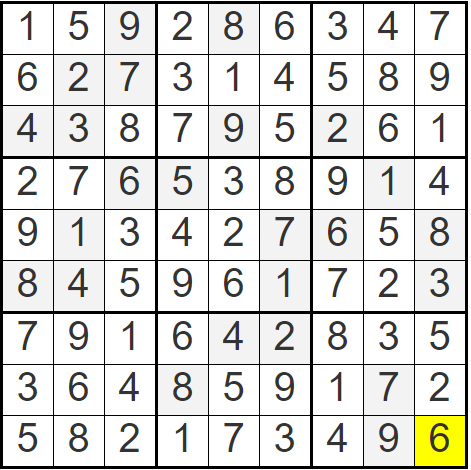 1 5 9 2 8 6 3 4 7
6 2 7 3 1 4 5 8 9
4 3 8 7 9 5 2 6 1
2 7 6 5 3 8 9 1 4
9 1 3 4 2 7 6 5 8
8 4 5 9 6 1 7 2 3
7 9 1 6 4 2 8 3 5
3 6 4 8 5 9 1 7 2
5 8 2 1 7 3 4 9 6